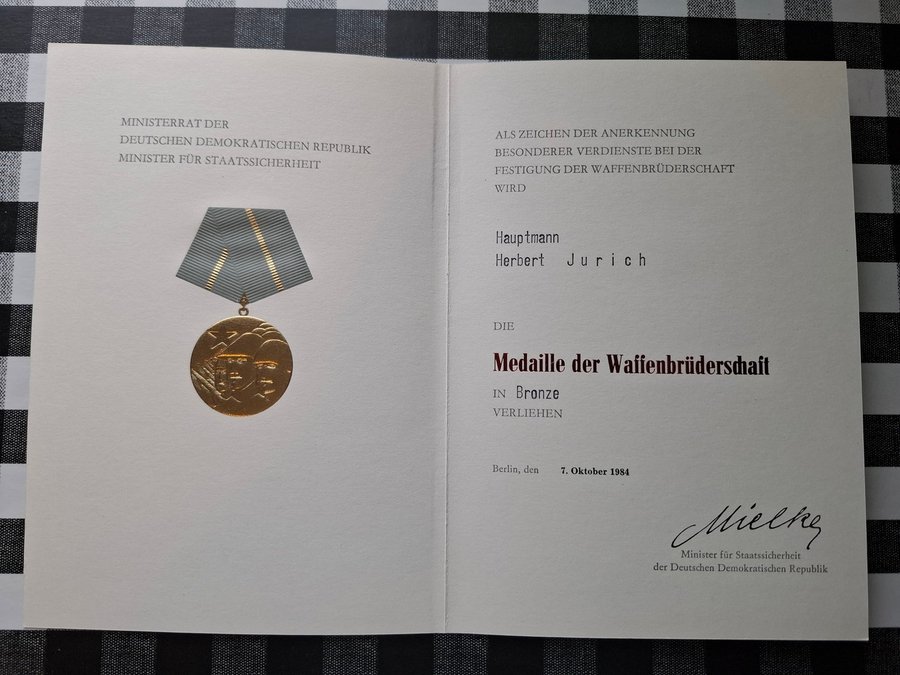 MINISTERRAT DER
DEUTSCHEN DEMOKRATISCHEN REPUBLIK
MINISTER FÜR STAATSSICHERHEIT
ALS ZEICHEN DER ANERKENNUNG
BESONDERER VERDIENSTE BEI DER
FESTIGUNG DER WAFFENBRÜDERSCHAFT
WIRD
Hauptmann
Herbert Jurich
DIE
Medaille der Waffenbrüderschaft
IN Bronze
VERLIEHEN
Berlin, den 7. Oktober 1984
Mielke
Minister für Staatssicherheit
der Deutschen Demokratischen Republik